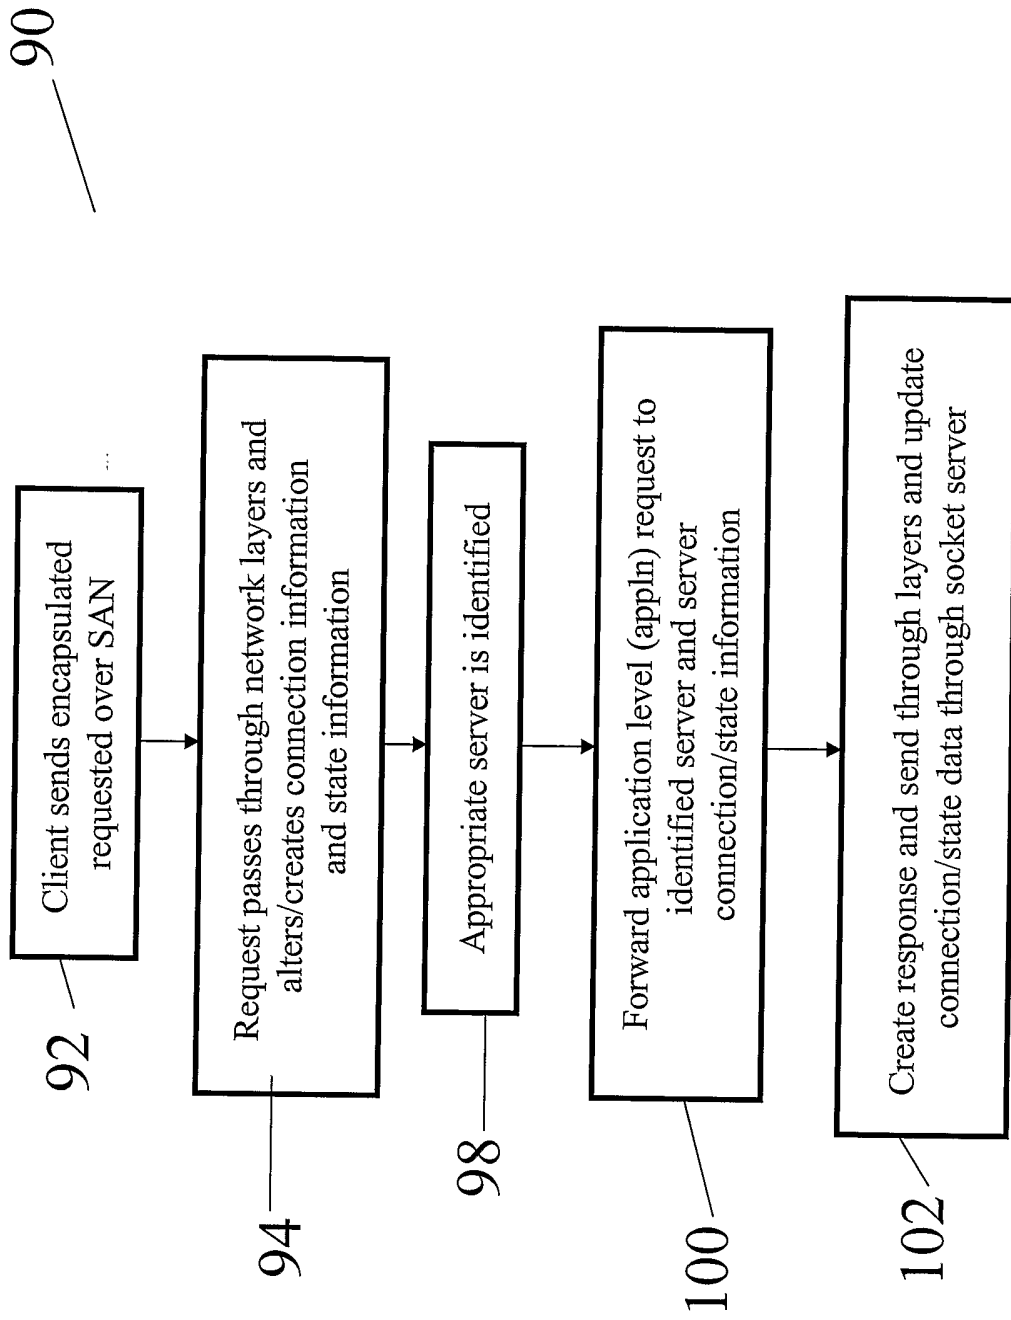 90
92
Client sends encapsulated
requested over SAN
94
Request passes through network layers and
alters/creates connection information
and state information
98
Appropriate server is identified
100
Forward application level (appln) request to
identified server and server
connection/state information
102
Create response and send through layers and update
connection/state data through socket server